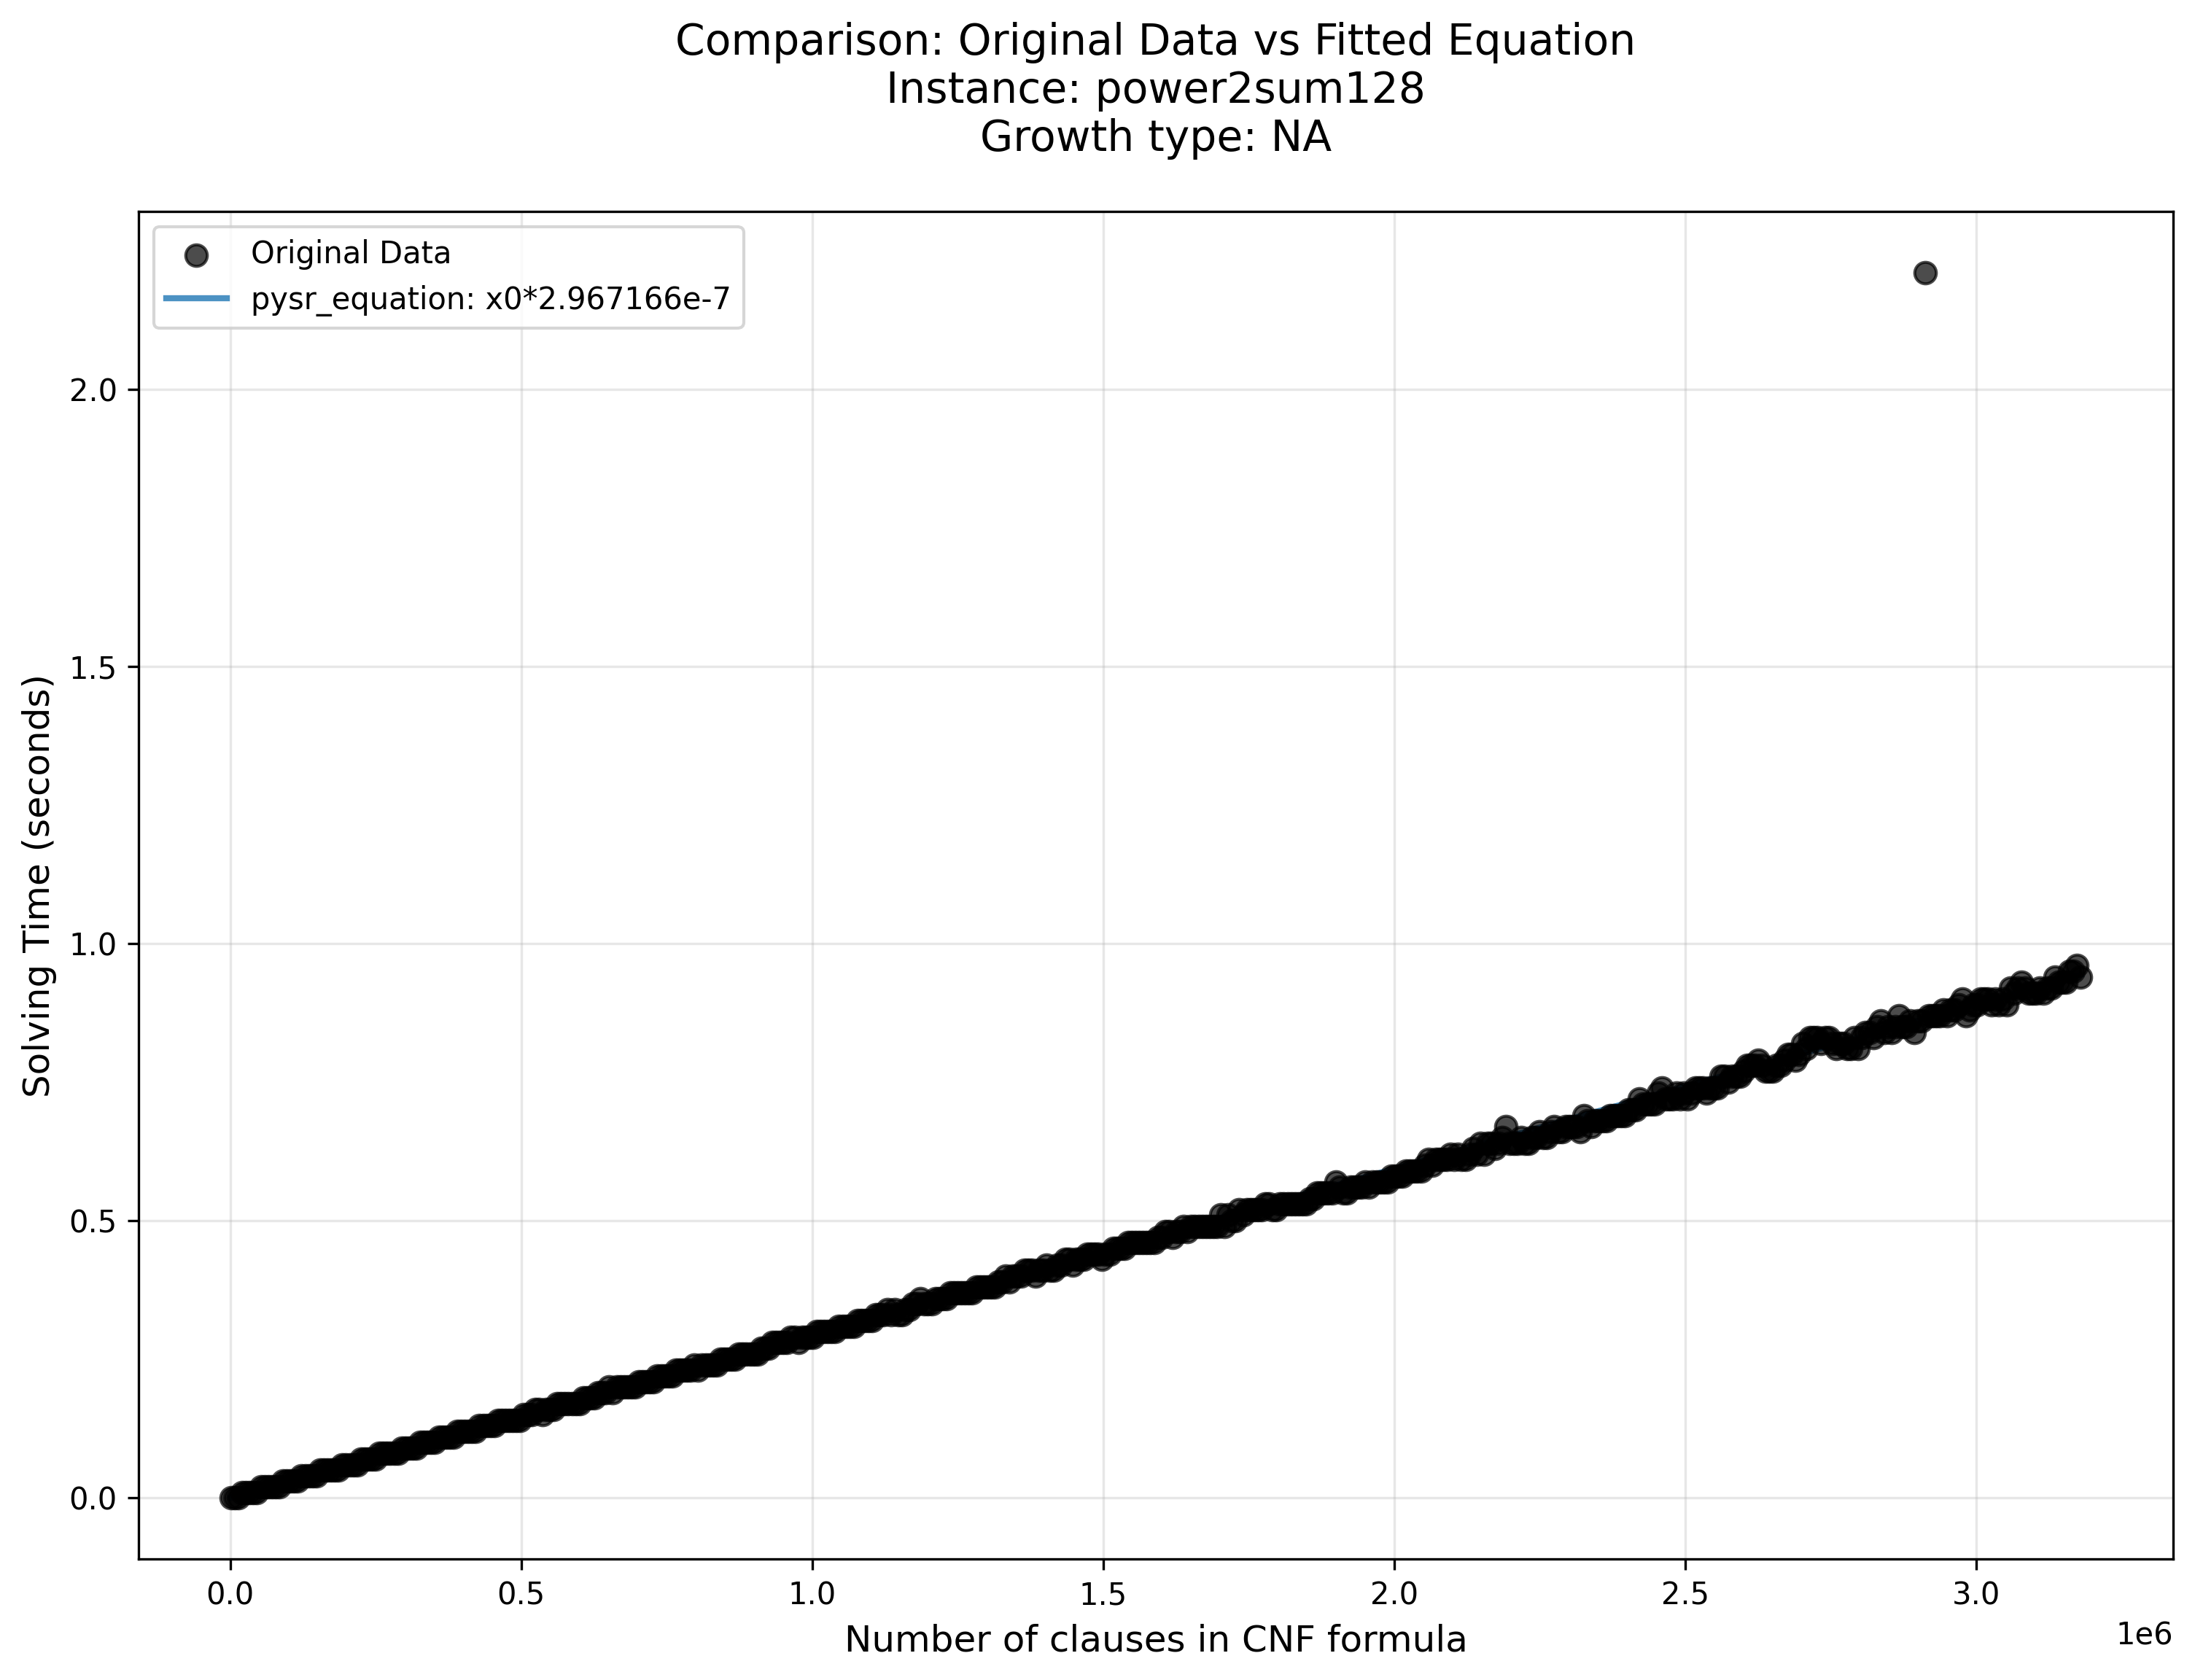 Comparison: Original Data vs Fitted Equation
Instance: power2sum128
Growth type: NA
Original Data
pysr_equation: x0*2.967166e-7
Solving Time (seconds)
2.0
1.5
1.0
0.5
0.0
0.0 0.5 1.0 1.5 2.0 2.5 3.0
1e6
Number of clauses in CNF formula